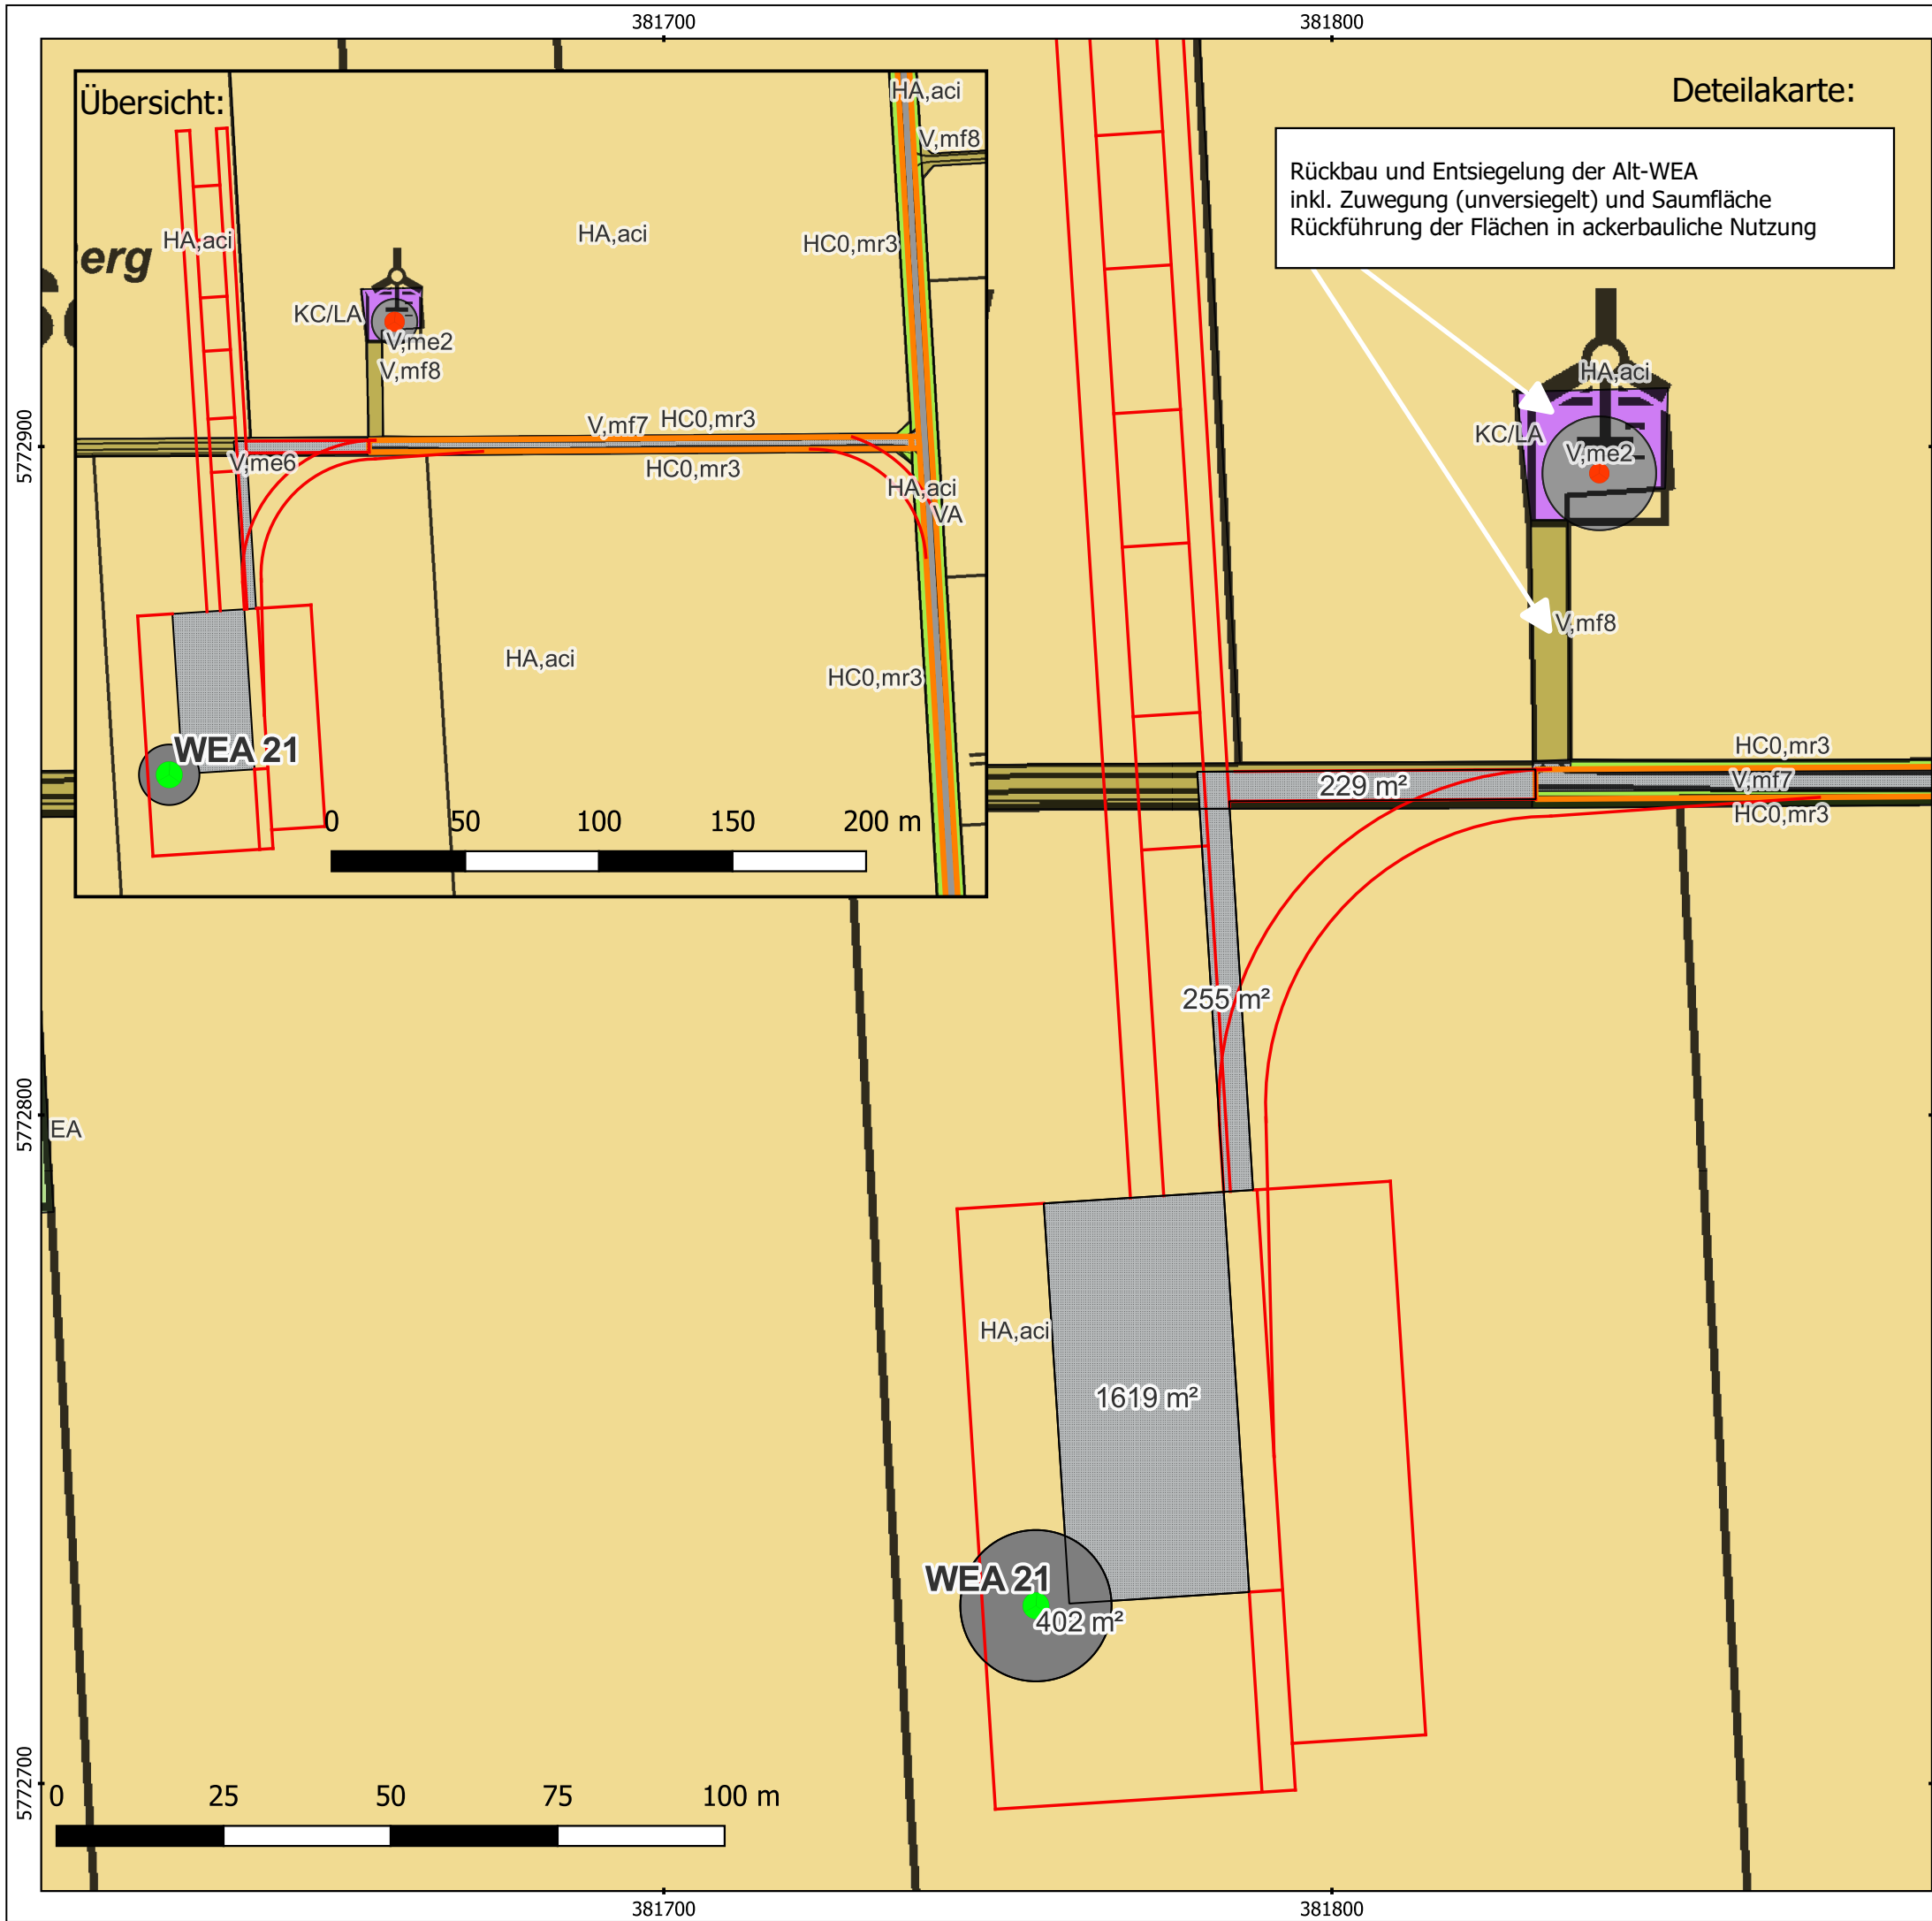 381700
381800
Übersicht:
HA,aci
V,mf8
Deteilakarte:
Rückbau und Entsiegelung der Alt-WEA
inkl. Zuwegung (unversiegelt) und Saumfläche
Rückführung der Flächen in ackerbauliche Nutzung
HA,aci
HA,aci
HC0,mr3
erg
KC/LA
V,me2
V,mf8
HA,aci
KC/LA
V,me2
5772900
V,mf7
HC0,mr3
V,me6
HC0,mr3
HA,aci
VA
V,mf8
HA,aci
HC0,mr3
HC0,mr3
V,mf7
HC0,mr3
229 m²
WEA 21
0 50 100 150 200 m
255 m²
5772800
EA
HA,aci
1619 m²
WEA 21
402 m²
5772700
0 25 50 75 100 m
381700
381800